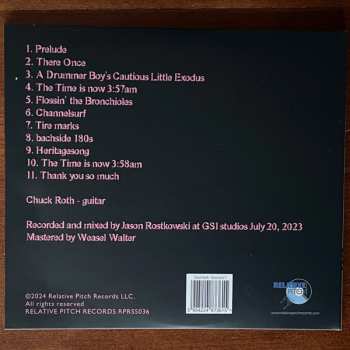 1. Prelude
2. There Once
3. A Drummer Boy's Cautious Little Exodus
4. The Time is now 3:57am
5. Flossin' the Bronchioles
6. Channelsurf
7. Tire marks
8. backside 180s
9. Heritagesong
10. The Time is now 3:58am
11. Thank you so much
Chuck Roth - guitar
Recorded and mixed by Jason Rostkowski at GSI studios July 20, 2023
Mastered by Weasel Walter
©2024 Relative Pitch Records LLC.
All rights reserved
RELATIVE PITCH RECORDS RPRSS036
RELATIVE